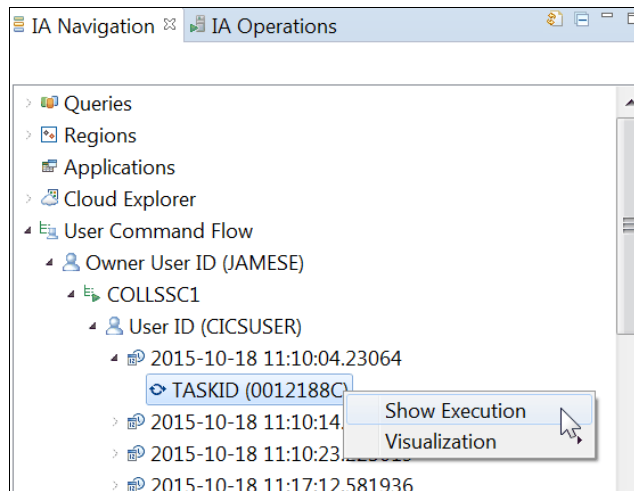 IA Navigation IA Operations
Queries
Regions
Applications
Cloud Explorer
User Command Flow
Owner User ID (JAMESE)
COLLSSC1
User ID (CICSUSER)
2015-10-18 11:10:04.23064
TASKID (0012188C)
Show Execution
2015-10-18 11:10:14.
Visualization
2015-10-18 11:10:23.
2015-10-18 11:17:12.581936